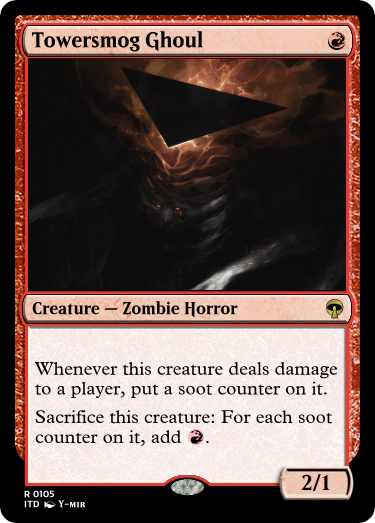 Towersmog Ghoul
Creature — Zombie Horror
Whenever this creature deals damage
to a player, put a soot counter on it.
Sacrifice this creature: For each soot
counter on it, add .
2/1
R 0105
ITD Y-MIR